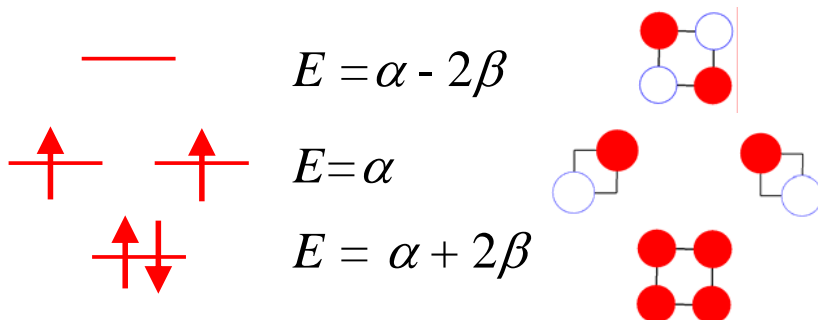 E = α - 2β
E=α
E = α + 2β